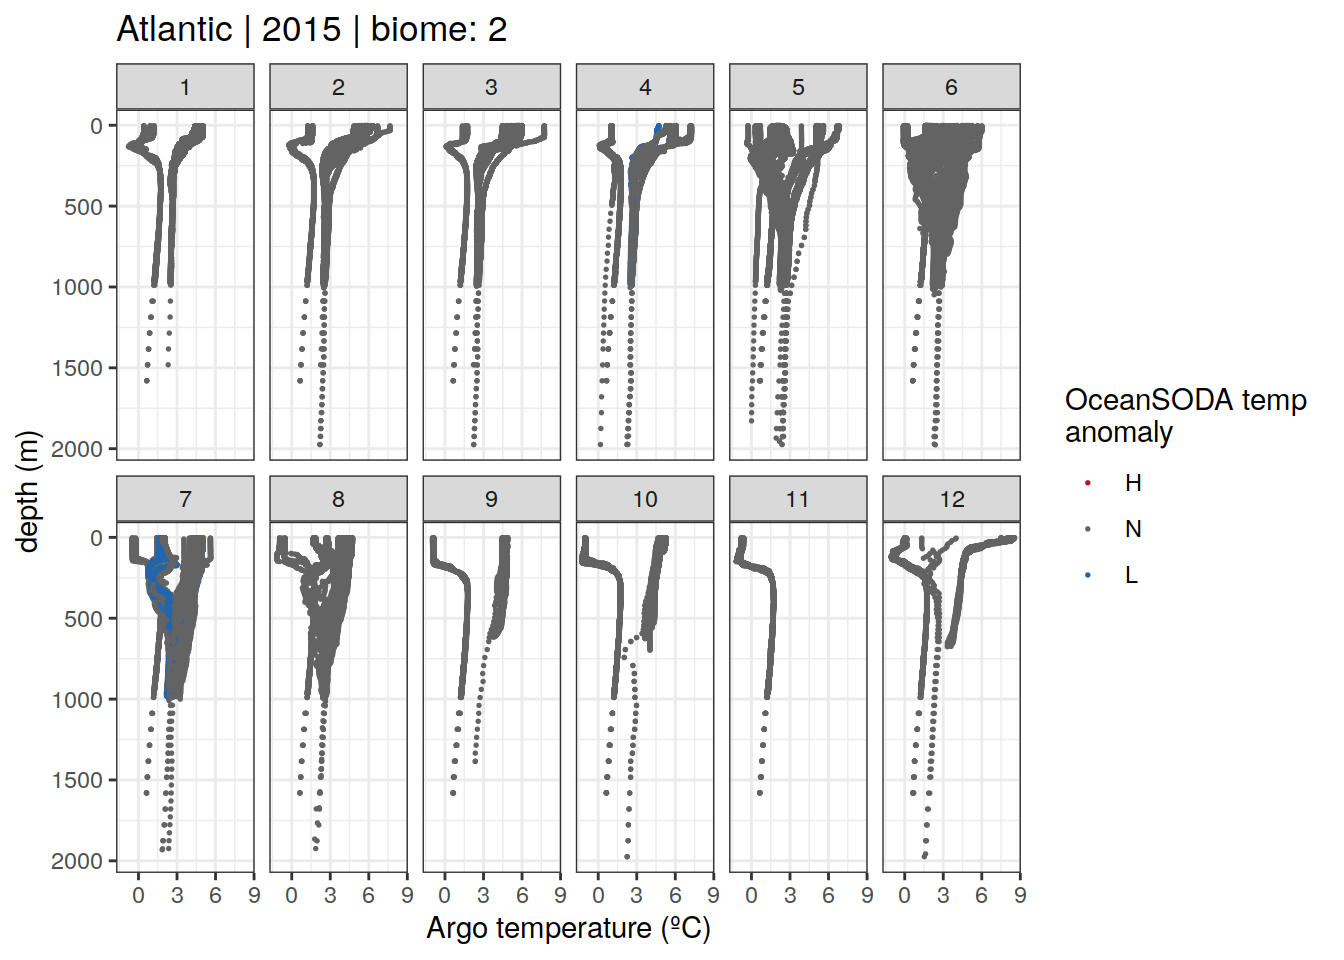 Atlantic | 2015 | biome: 2
1 2 3 4 5 6
0
500
1000
1500
2000
7 8 9 10 11 12
0
500
1000
1500
2000
0 3 6 9 0 3 6 9 0 3 6 9 0 3 6 9 0 3 6 9 0 3 6 9
depth (m)
Argo temperature (ºC)
OceanSODA temp
anomaly
H
N
L